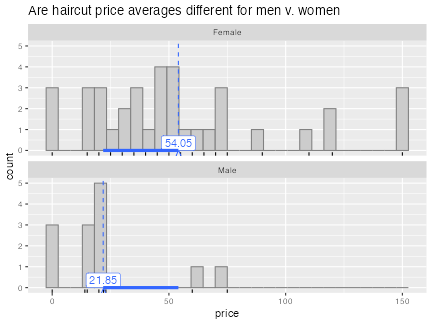 Are haircut price averages different for men v. women
Female
5
4
3
2
1
0
54.05
Male
5
4
3
2
1
0
21.85
count
0 50 100 150
price